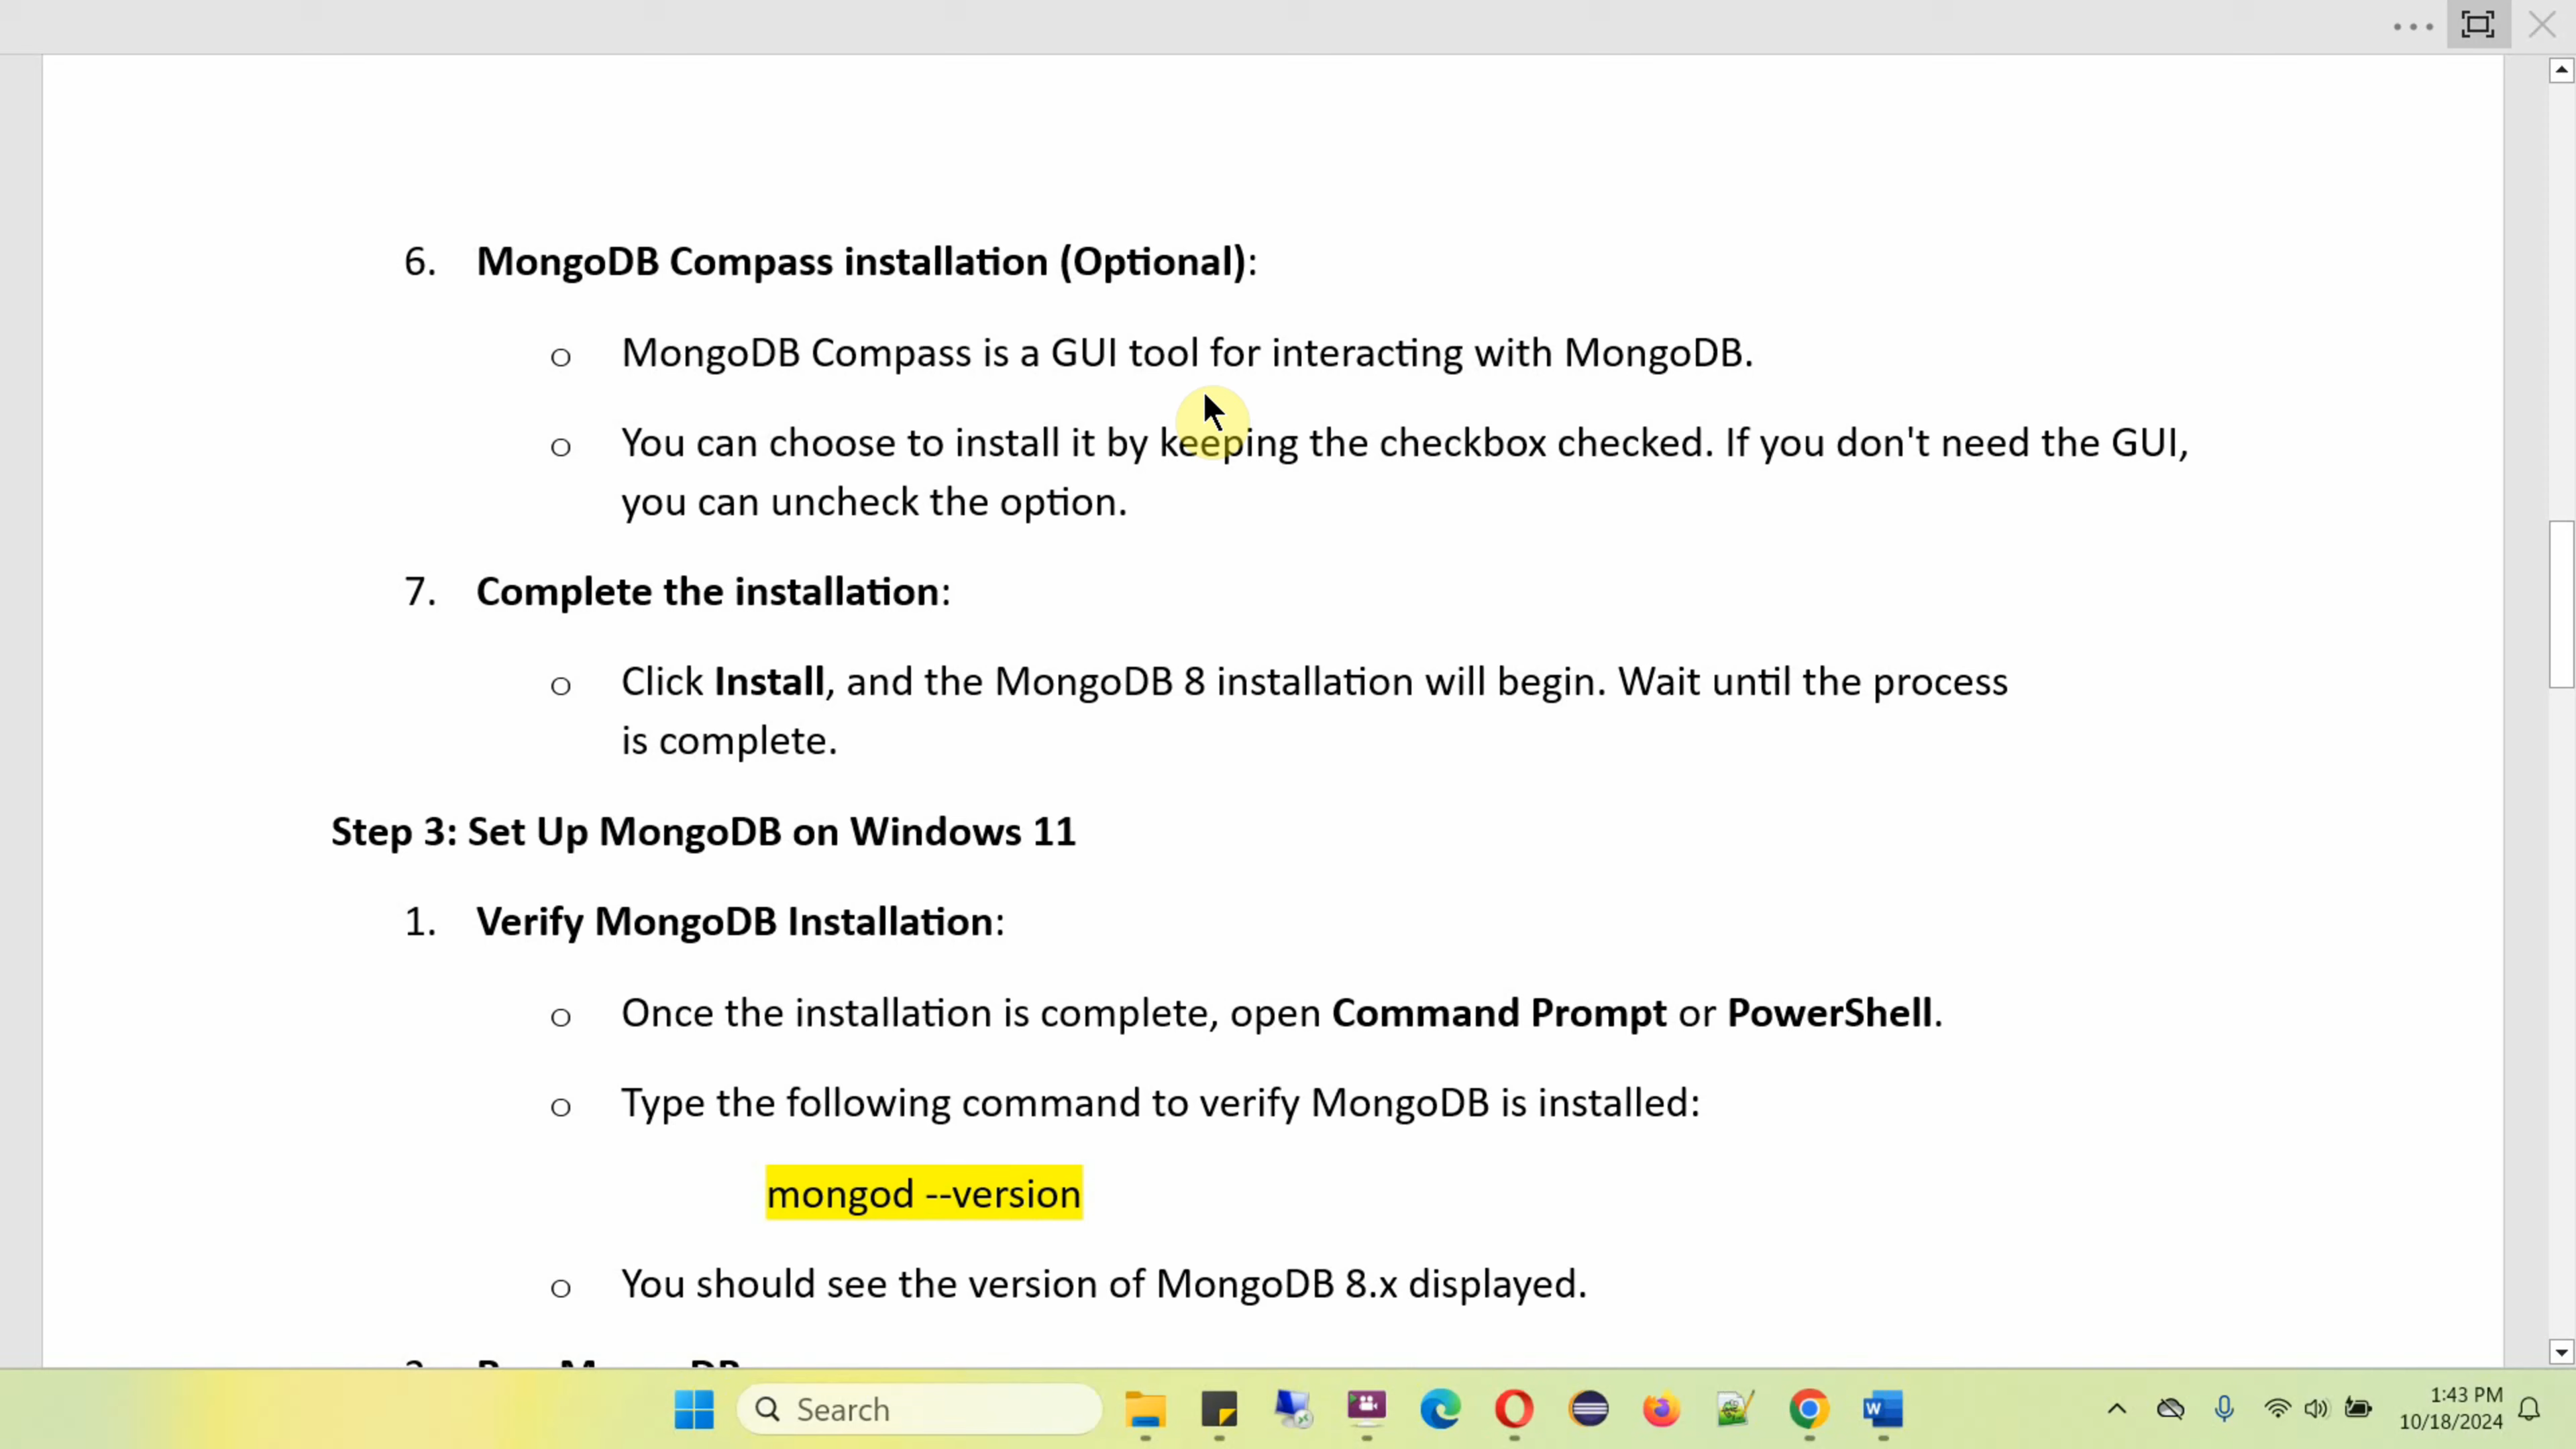 6. MongoDB Compass installation (Optional):
o MongoDB Compass is a GUI tool for interacting with MongoDB.
o You can choose to install it by keeping the checkbox checked. If you don't need the GUI,
you can uncheck the option.
7. Complete the installation:
o Click Install, and the MongoDB 8 installation will begin. Wait until the process
is complete.
Step 3: Set Up MongoDB on Windows 11
1. Verify MongoDB Installation:
o Once the installation is complete, open Command Prompt or PowerShell.
o Type the following command to verify MongoDB is installed:
mongod --version
o You should see the version of MongoDB 8.x displayed.
Search
1:43 PM
10/18/2024